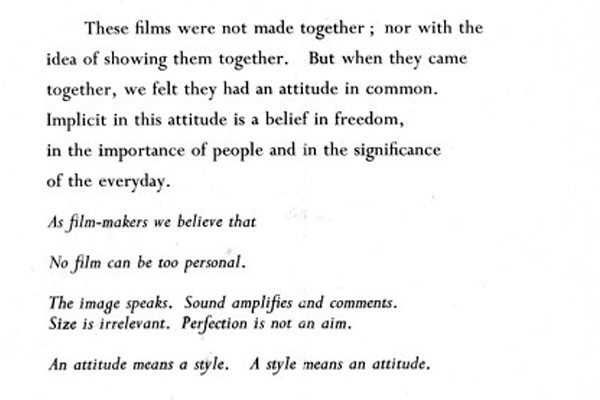 These films were not made together ; nor with the
idea of showing them together. But when they came
together, we felt they had an attitude in common.
Implicit in this attitude is a belief in freedom,
in the importance of people and in the significance
of the everyday.
As film-makers we believe that
No film can be too personal.
The image speaks. Sound amplifies and comments.
Size is irrelevant. Perfection is not an aim.
An attitude means a style. A style means an attitude.